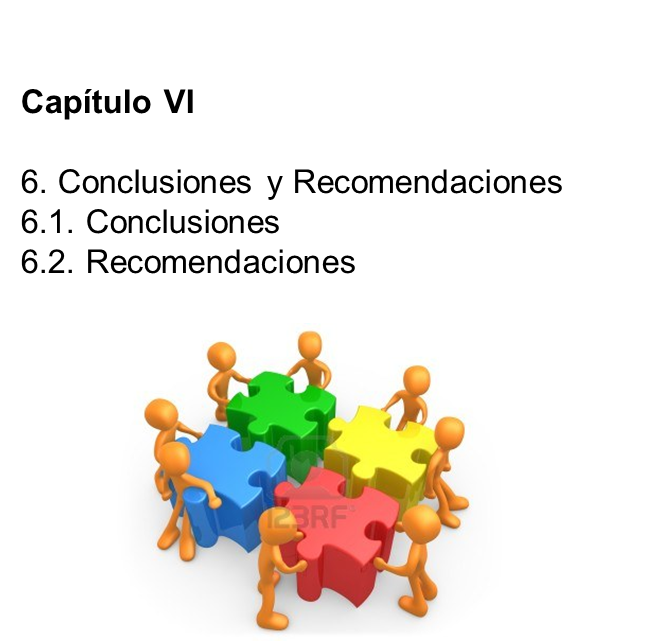 Capítulo VI
6. Conclusiones y Recomendaciones
6.1. Conclusiones
6.2. Recomendaciones
123RF